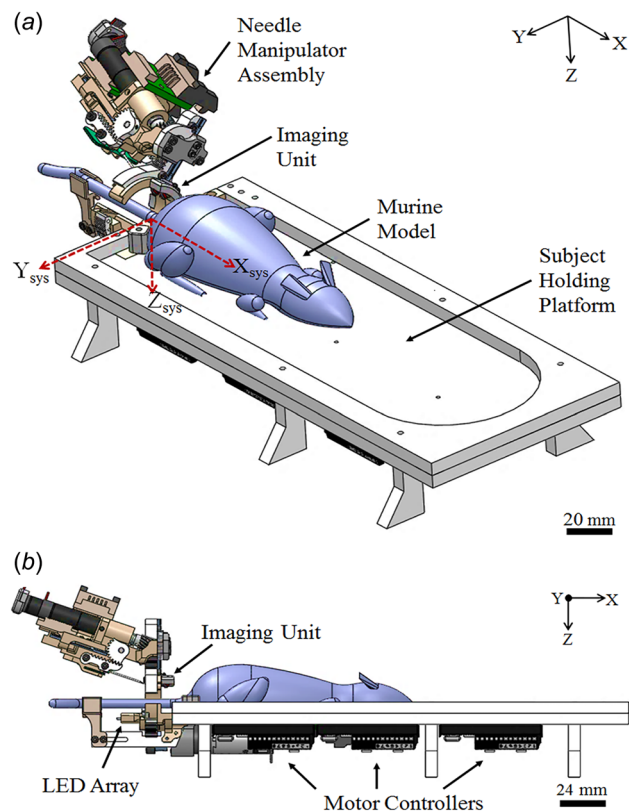 (a)
Needle
Manipulator
Assembly
Y
X
Z
Imaging
Unit
Murine
Model
Subject
Holding
Platform
Ysys
Xsys
Zsys
20 mm
(b)
Imaging Unit
Y
X
Z
LED Array
Motor Controllers
24 mm